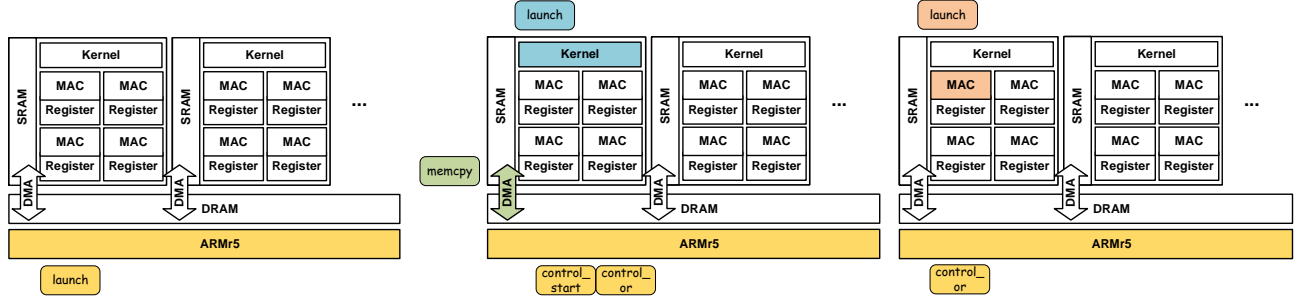 launch
launch
SRAM
Kernel
SRAM
Kernel
SRAM
Kernel
SRAM
Kernel
SRAM
Kernel
SRAM
Kernel
MAC MAC MAC MAC
MAC MAC MAC MAC
MAC MAC MAC MAC
Register Register Register Register ...
Register Register Register Register ...
Register Register Register Register ...
MAC MAC MAC MAC
MAC MAC MAC MAC
MAC MAC MAC MAC
Register Register Register Register
Register Register Register Register
Register Register Register Register
memcpy
DMA
DMA
DMA
DMA
DMA
DMA
DRAM
DRAM
DRAM
ARMr5
ARMr5
ARMr5
launch
control_
start
control_
or
control_
or